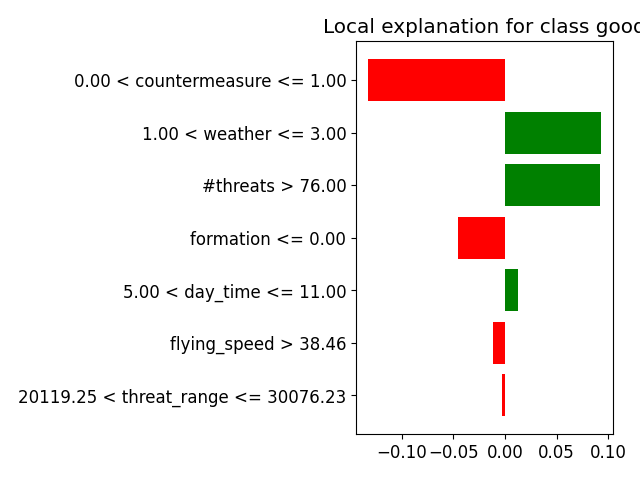 Local explanation for class good
0.00 < countermeasure <= 1.00
1.00 < weather <= 3.00
#threats > 76.00
formation <= 0.00
5.00 < day_time <= 11.00
flying_speed > 38.46
20119.25 < threat_range <= 30076.23
−0.10 −0.05 0.00 0.05 0.10